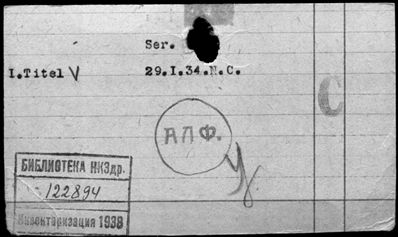 Ser.
I.Titel V
29.I.34.N.C.
С
АЛФ.
БИБЛИОТЕКА НКЗдр.
122894
Инвентаризация 1938